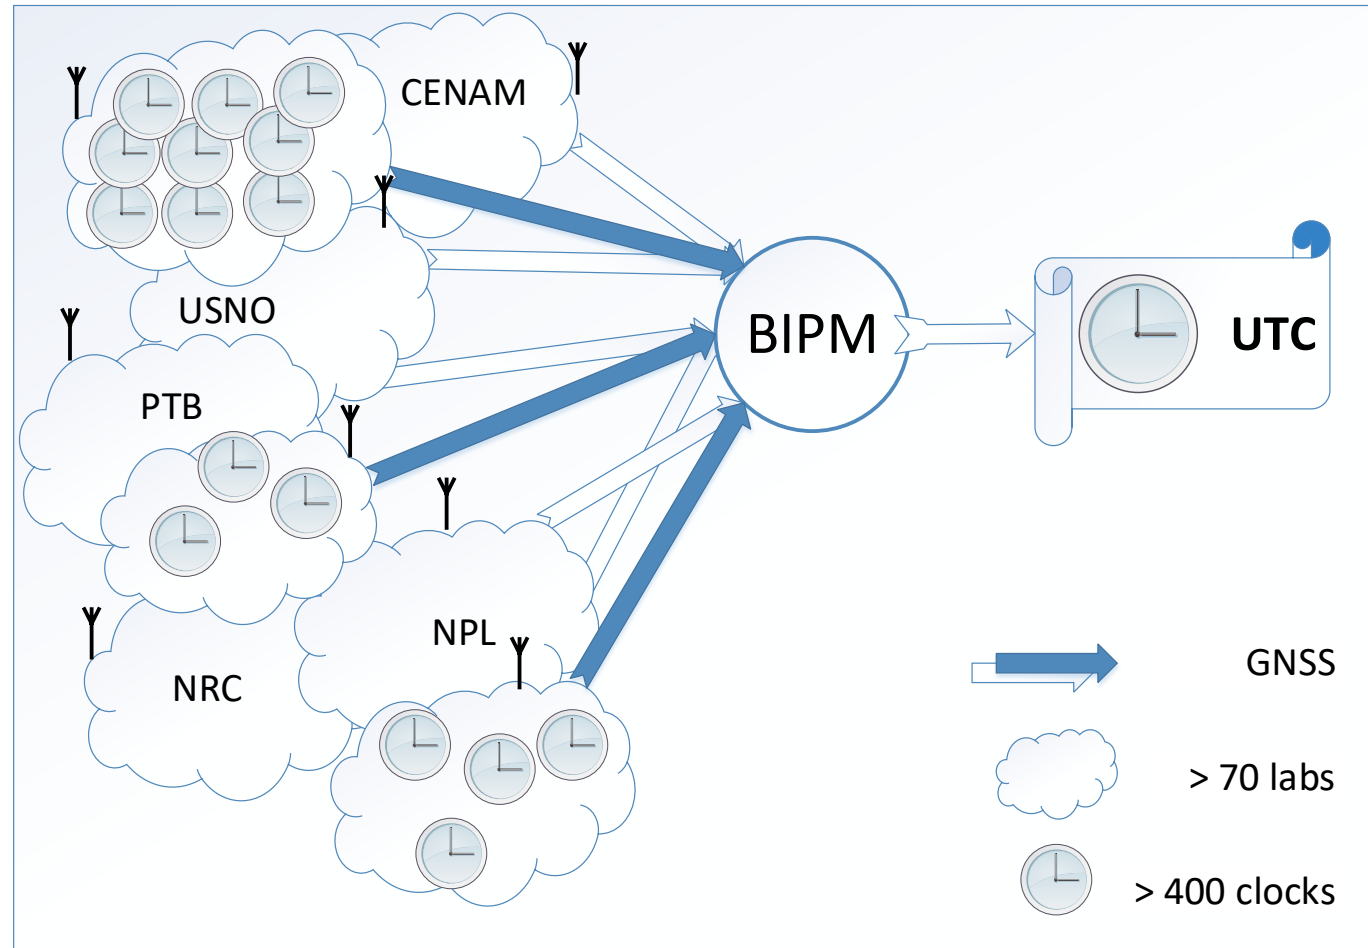 CENAM
USNO
PTB
NPL
NRC
BIPM
UTC
GNSS
> 70 labs
> 400 clocks